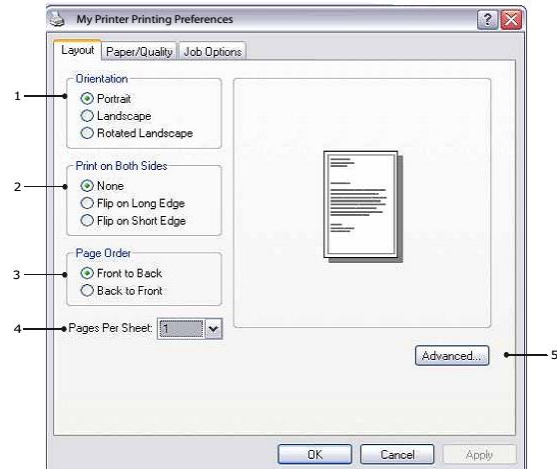 My Printer Printing Preferences
Layout Paper/Quality Job Options
Orientation
1
Portrait
Landscape
Rotated Landscape
Print on Both Sides
2
None
Flip on Long Edge
Flip on Short Edge
Page Order
3
Front to Back
Back to Front
4
Pages Per Sheet: 1
Advanced...
5
OK Cancel Apply